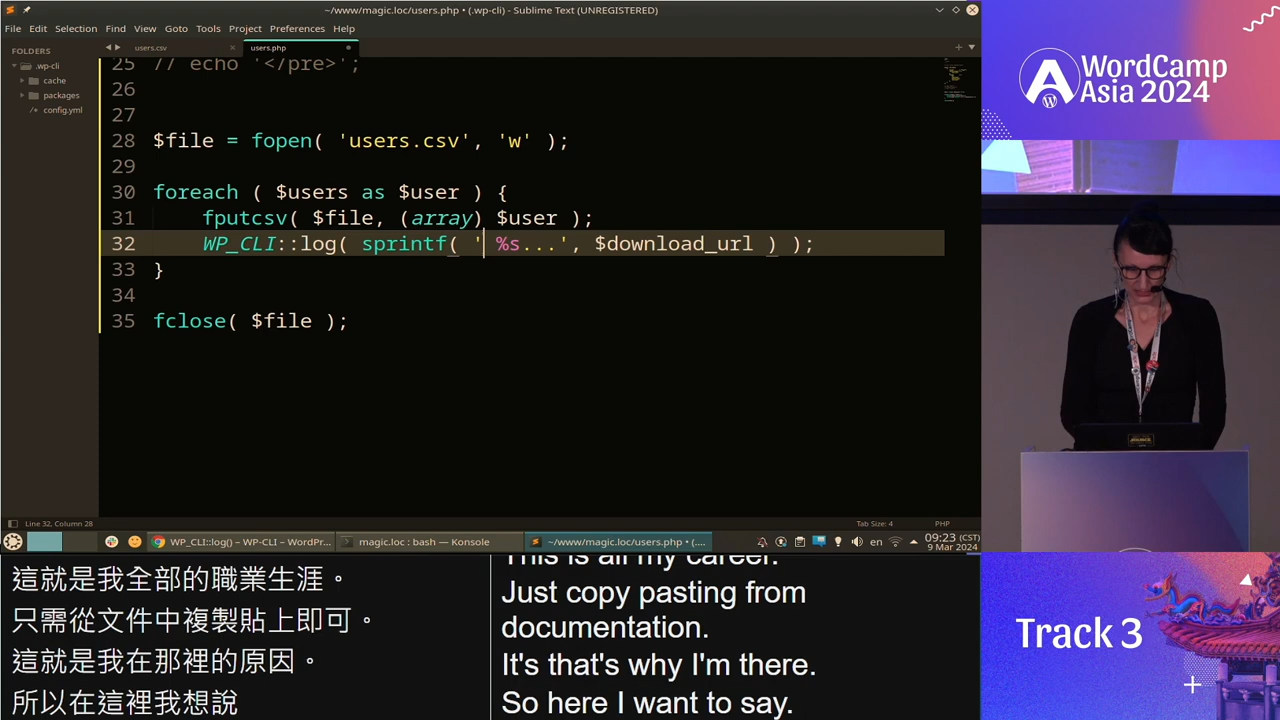 ~/www/magic.loc/users.php • (.wp-cli) - Sublime Text (UNREGISTERED)
File Edit Selection Find View Goto Tools Project Preferences Help
FOLDERS
.wp-cli
cache
packages
config.yml
users.csv
users.php
25 // echo '</pre>';
26
27
28 $file = fopen( 'users.csv', 'w' );
29
30 foreach ( $users as $user ) {
31 fputcsv( $file, (array) $user );
32 WP_CLI::log( sprintf( ' %s...', $download_url ) );
33 }
34
35 fclose( $file );
Line 32, Column 28
Tab Size: 4
PHP
WP_CLI::log() – WP-CLI – WordPr...
magic.loc : bash — Konsole
~/www/magic.loc/users.php • (....
en
09:23 (CST)
9 Mar 2024
WordCamp
Asia 2024
Track 3
這就是我全部的職業生涯。
只需從文件中複製貼上即可。
這就是我在那裡的原因。
所以在這裡我想說
This is all my career.
Just copy pasting from
documentation.
It's that's why I'm there.
So here I want to say.